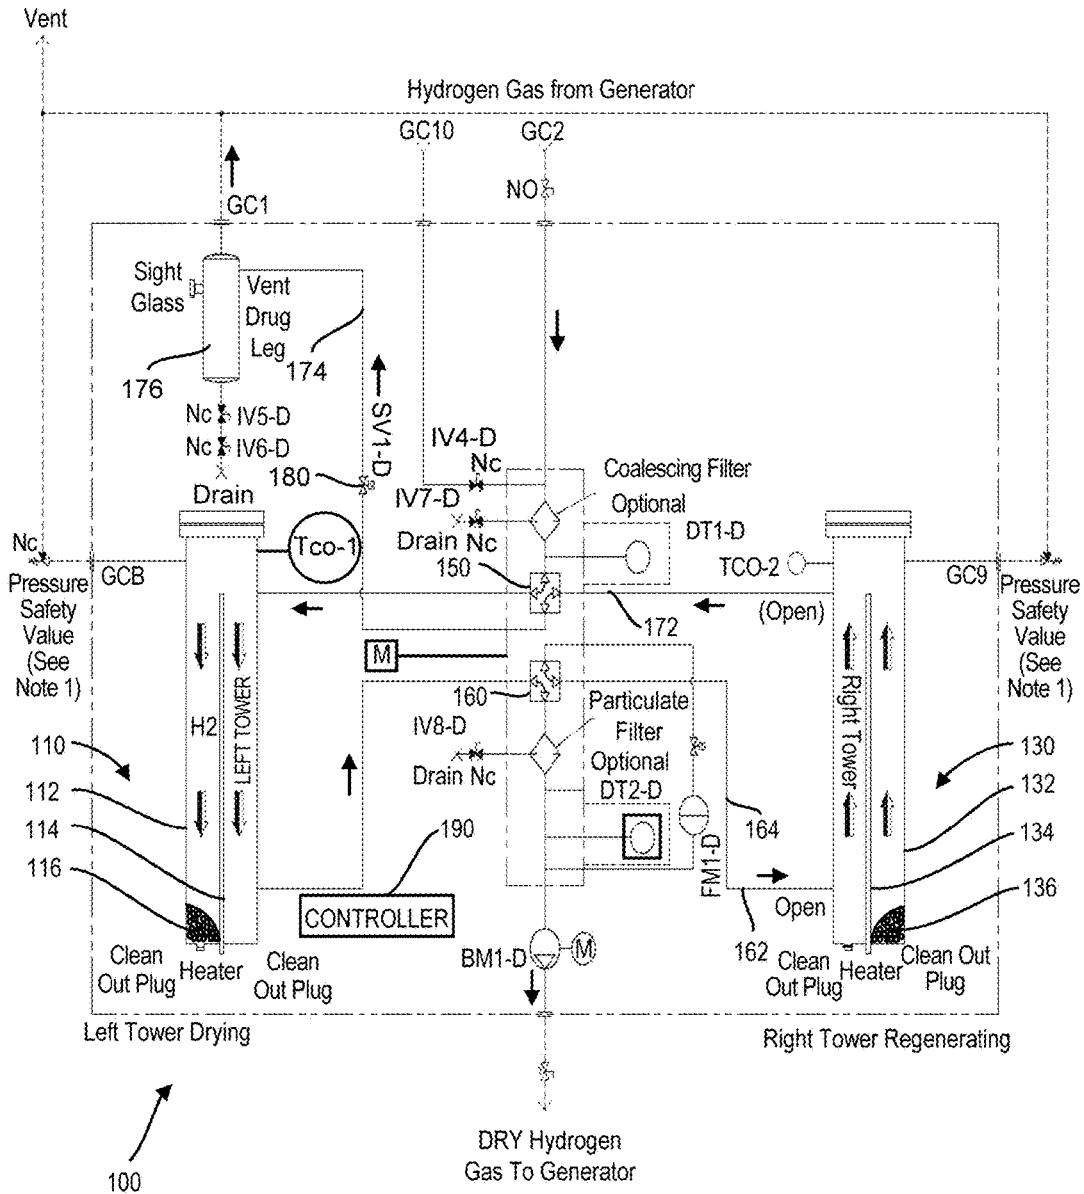 Vent
Hydrogen Gas from Generator
GC10
GC2
NO
GC1
Sight
Glass
Vent
Drug
Leg
176
174
Nc
IV5-D
Nc
IV6-D
Drain
SV1-D
180
IV4-D
Nc
IV7-D
Drain Nc
Coalescing Filter
Optional
DT1-D
Tco-1
TCO-2
150
Nc
GCB
Pressure
Safety
Value
(See
Note 1)
GC9
Pressure
Safety
Value
(See
Note 1)
(Open)
172
M
160
Particulate
Filter
Optional
DT2-D
IV8-D
Drain Nc
H2
LEFT TOWER
Right Tower
110
112
114
116
130
132
134
136
164
FM1-D
190
CONTROLLER
Open
162
BM1-D
M
Clean
Out Plug
Heater
Clean
Out Plug
Clean
Out Plug
Heater
Clean Out
Plug
Left Tower Drying
Right Tower Regenerating
100
DRY Hydrogen
Gas To Generator